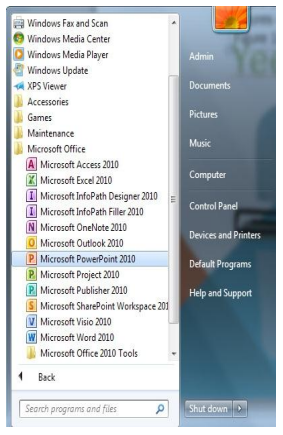 Windows Fax and Scan
Windows Media Center
Windows Media Player
Windows Update
XPS Viewer
Accessories
Games
Maintenance
Microsoft Office
Microsoft Access 2010
Microsoft Excel 2010
Microsoft InfoPath Designer 2010
Microsoft InfoPath Filler 2010
Microsoft OneNote 2010
Microsoft Outlook 2010
Microsoft PowerPoint 2010
Microsoft Project 2010
Microsoft Publisher 2010
Microsoft SharePoint Workspace 201
Microsoft Visio 2010
Microsoft Word 2010
Microsoft Office 2010 Tools
Back
Search programs and files
Admin
Documents
Pictures
Music
Computer
Control Panel
Devices and Printers
Default Programs
Help and Support
Shut down